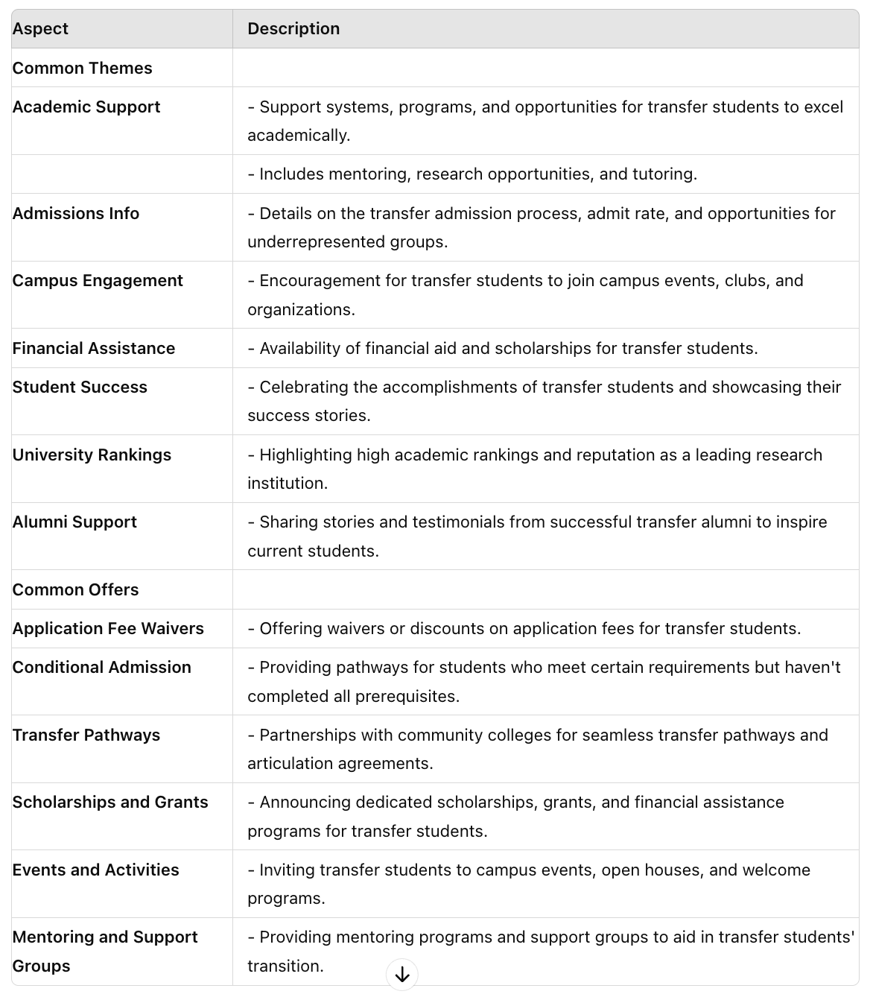 Aspect Description
Common Themes
Academic Support - Support systems, programs, and opportunities for transfer students to excel
academically.
- Includes mentoring, research opportunities, and tutoring.
Admissions Info - Details on the transfer admission process, admit rate, and opportunities for
underrepresented groups.
Campus Engagement - Encouragement for transfer students to join campus events, clubs, and
organizations.
Financial Assistance - Availability of financial aid and scholarships for transfer students.
Student Success - Celebrating the accomplishments of transfer students and showcasing their
success stories.
University Rankings - Highlighting high academic rankings and reputation as a leading research
institution.
Alumni Support - Sharing stories and testimonials from successful transfer alumni to inspire
current students.
Common Offers
Application Fee Waivers - Offering waivers or discounts on application fees for transfer students.
Conditional Admission - Providing pathways for students who meet certain requirements but haven't
completed all prerequisites.
Transfer Pathways - Partnerships with community colleges for seamless transfer pathways and
articulation agreements.
Scholarships and Grants - Announcing dedicated scholarships, grants, and financial assistance
programs for transfer students.
Events and Activities - Inviting transfer students to campus events, open houses, and welcome
programs.
Mentoring and Support - Providing mentoring programs and support groups to aid in transfer students'
Groups transition.